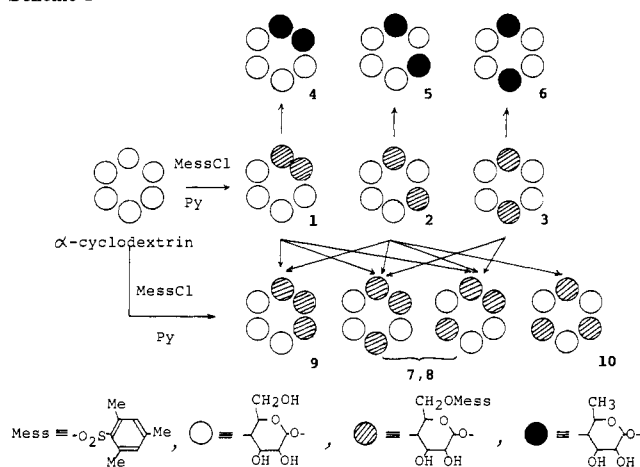 4 5 6
MessCl
Py
1 2 3
α-cyclodextrin
MessCl
Py
9 7,8 10
Mess ≡ -O2S Me Me Me , ≡ CH2OH O O- OH OH , ≡ CH2OMess O O- OH OH , ≡ CH3 O O- OH OH